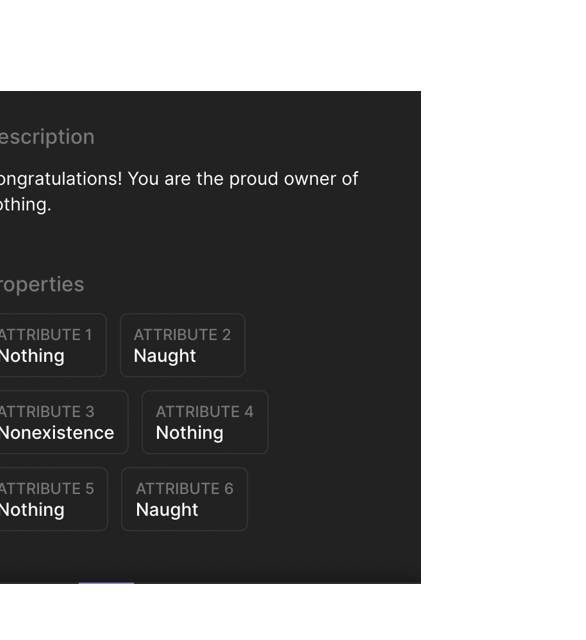 escription
ongratulations! You are the proud owner of
othing.
roperties
ATTRIBUTE 1
Nothing
ATTRIBUTE 2
Naught
ATTRIBUTE 3
Nonexistence
ATTRIBUTE 4
Nothing
ATTRIBUTE 5
Nothing
ATTRIBUTE 6
Naught